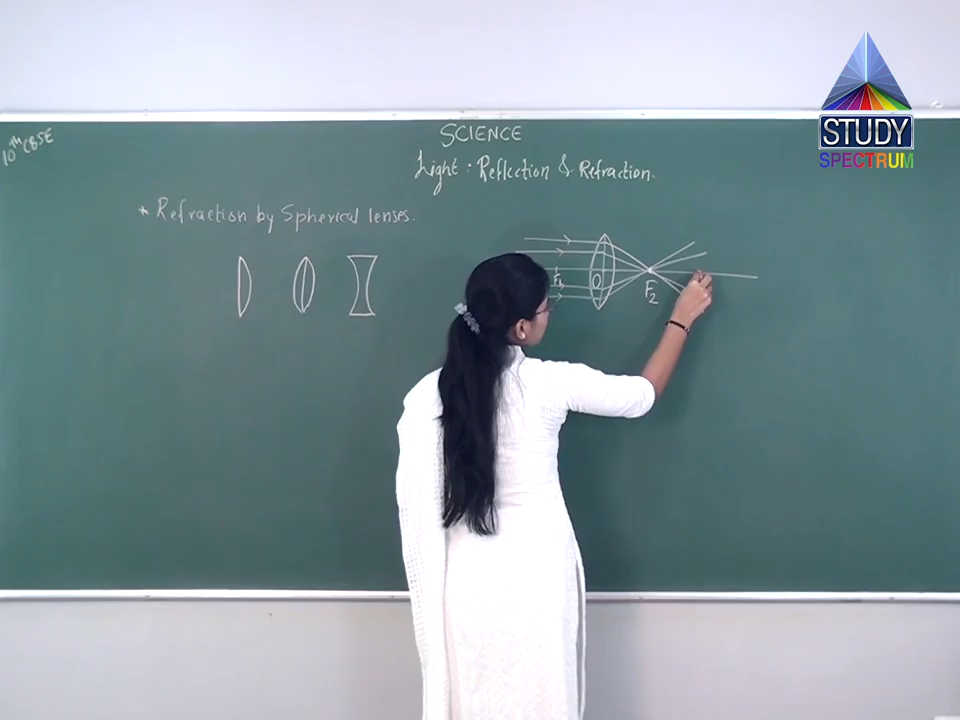 10TH CBSE
SCIENCE
Light : Reflection & Refraction.
* Refraction by Spherical lenses.
F1
O
F2
STUDY
SPECTRUM